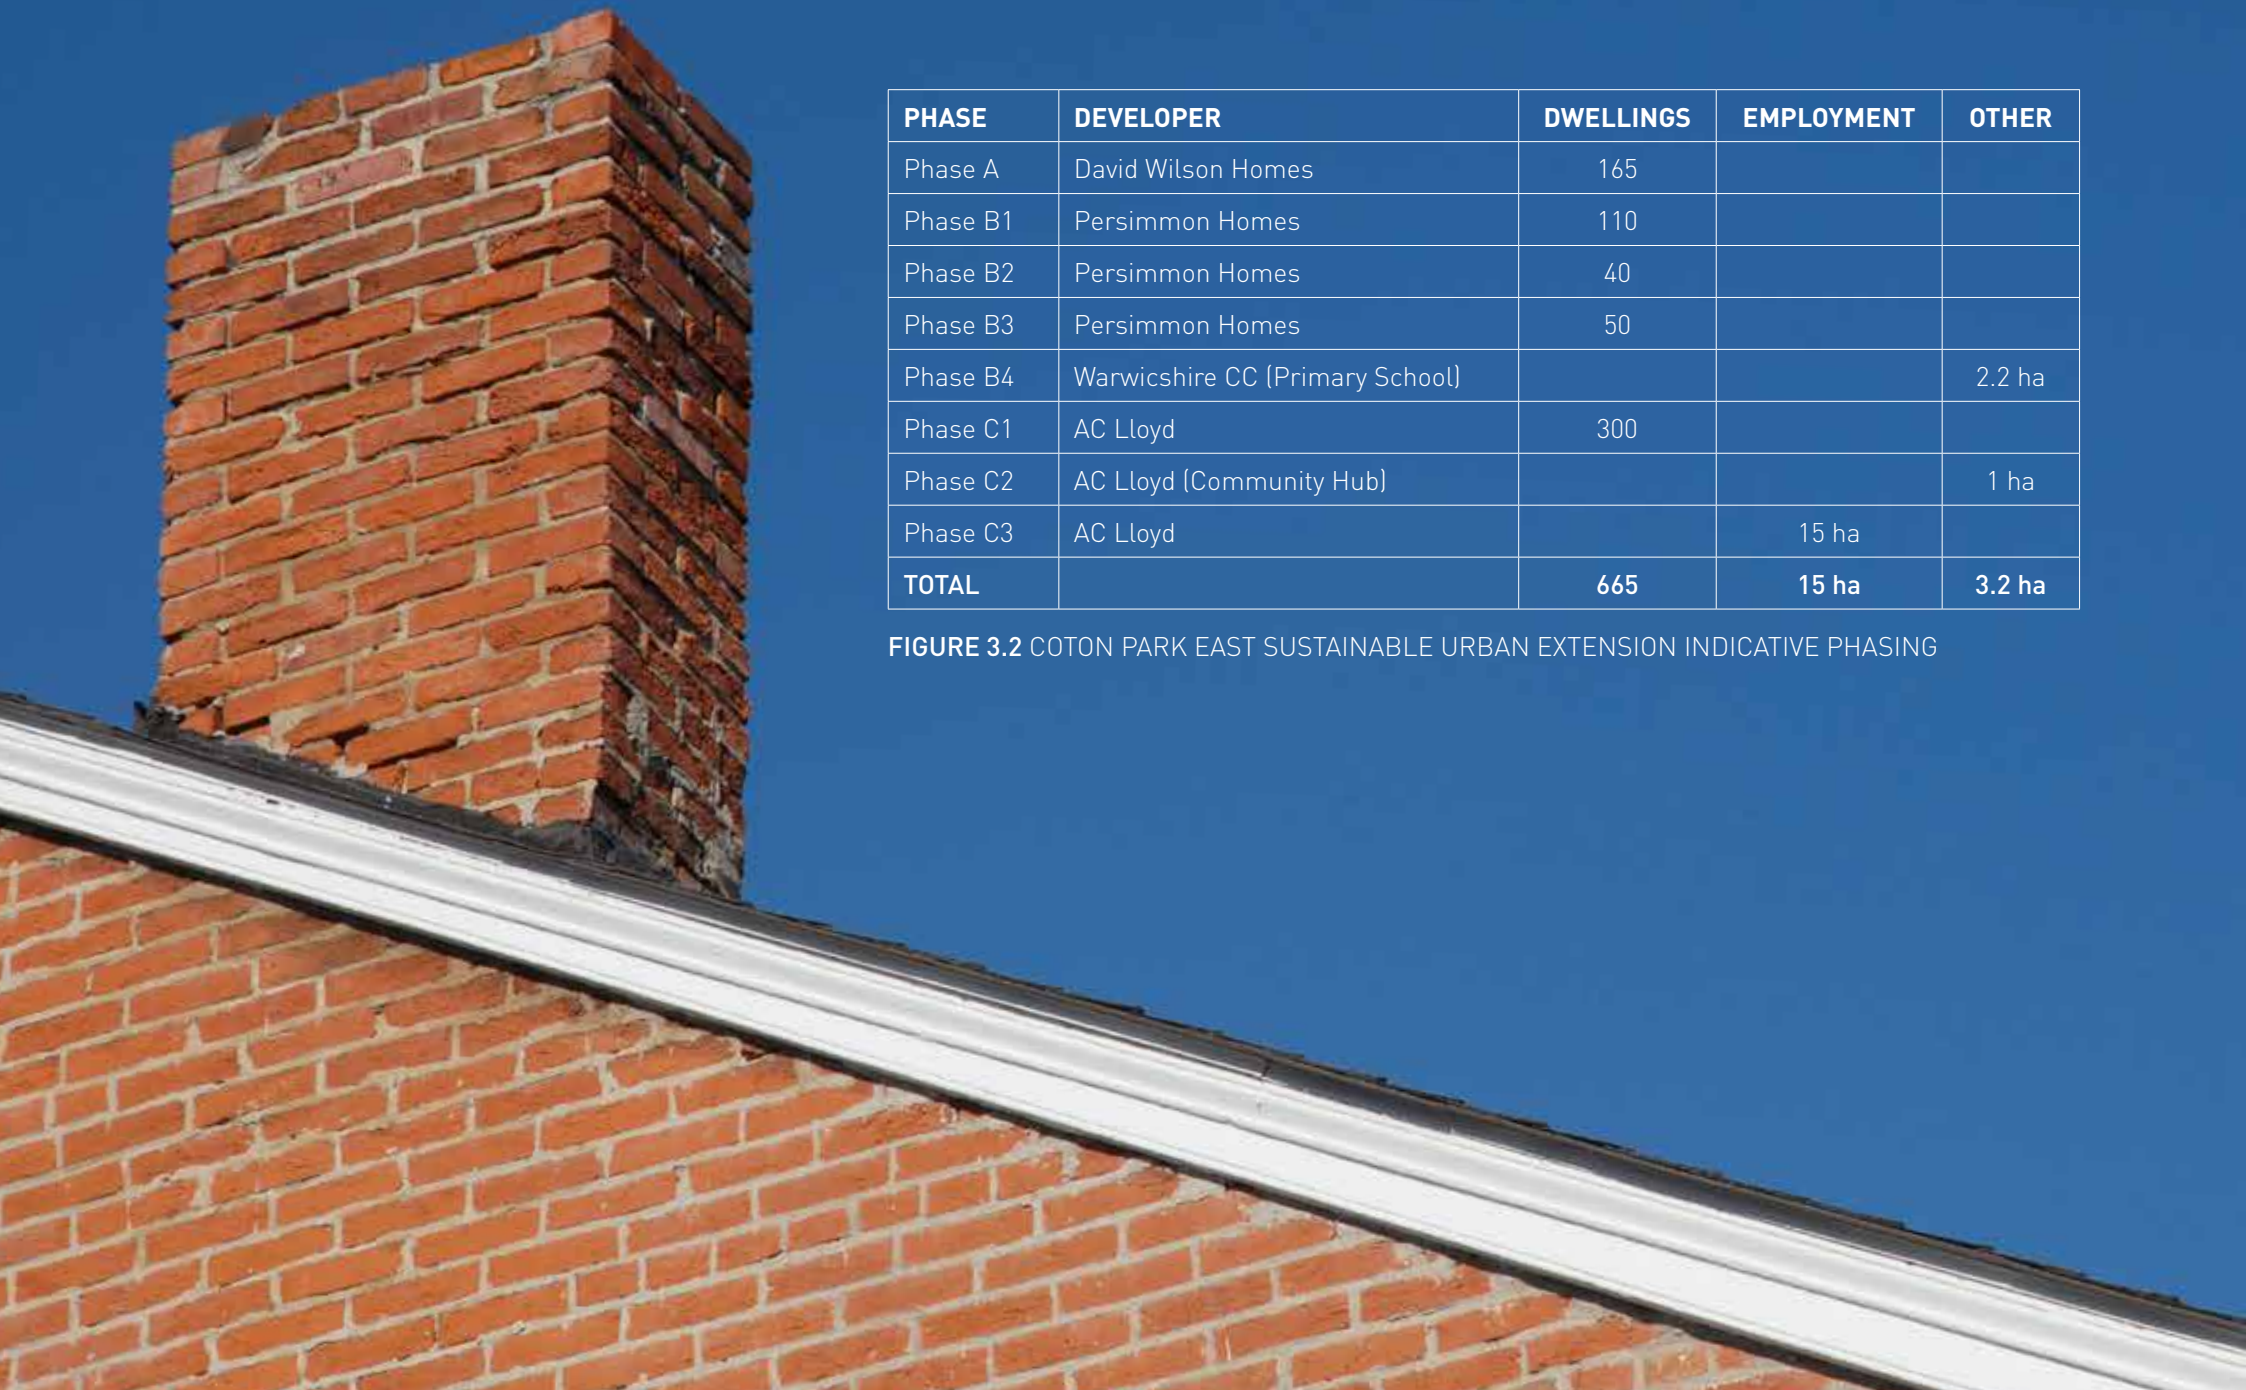 PHASE DEVELOPER DWELLINGS EMPLOYMENT OTHER
Phase A David Wilson Homes 165
Phase B1 Persimmon Homes 110
Phase B2 Persimmon Homes 40
Phase B3 Persimmon Homes 50
Phase B4 Warwicshire CC (Primary School) 2.2 ha
Phase C1 AC Lloyd 300
Phase C2 AC Lloyd (Community Hub) 1 ha
Phase C3 AC Lloyd 15 ha
TOTAL 665 15 ha 3.2 ha
FIGURE 3.2 COTON PARK EAST SUSTAINABLE URBAN EXTENSION INDICATIVE PHASING